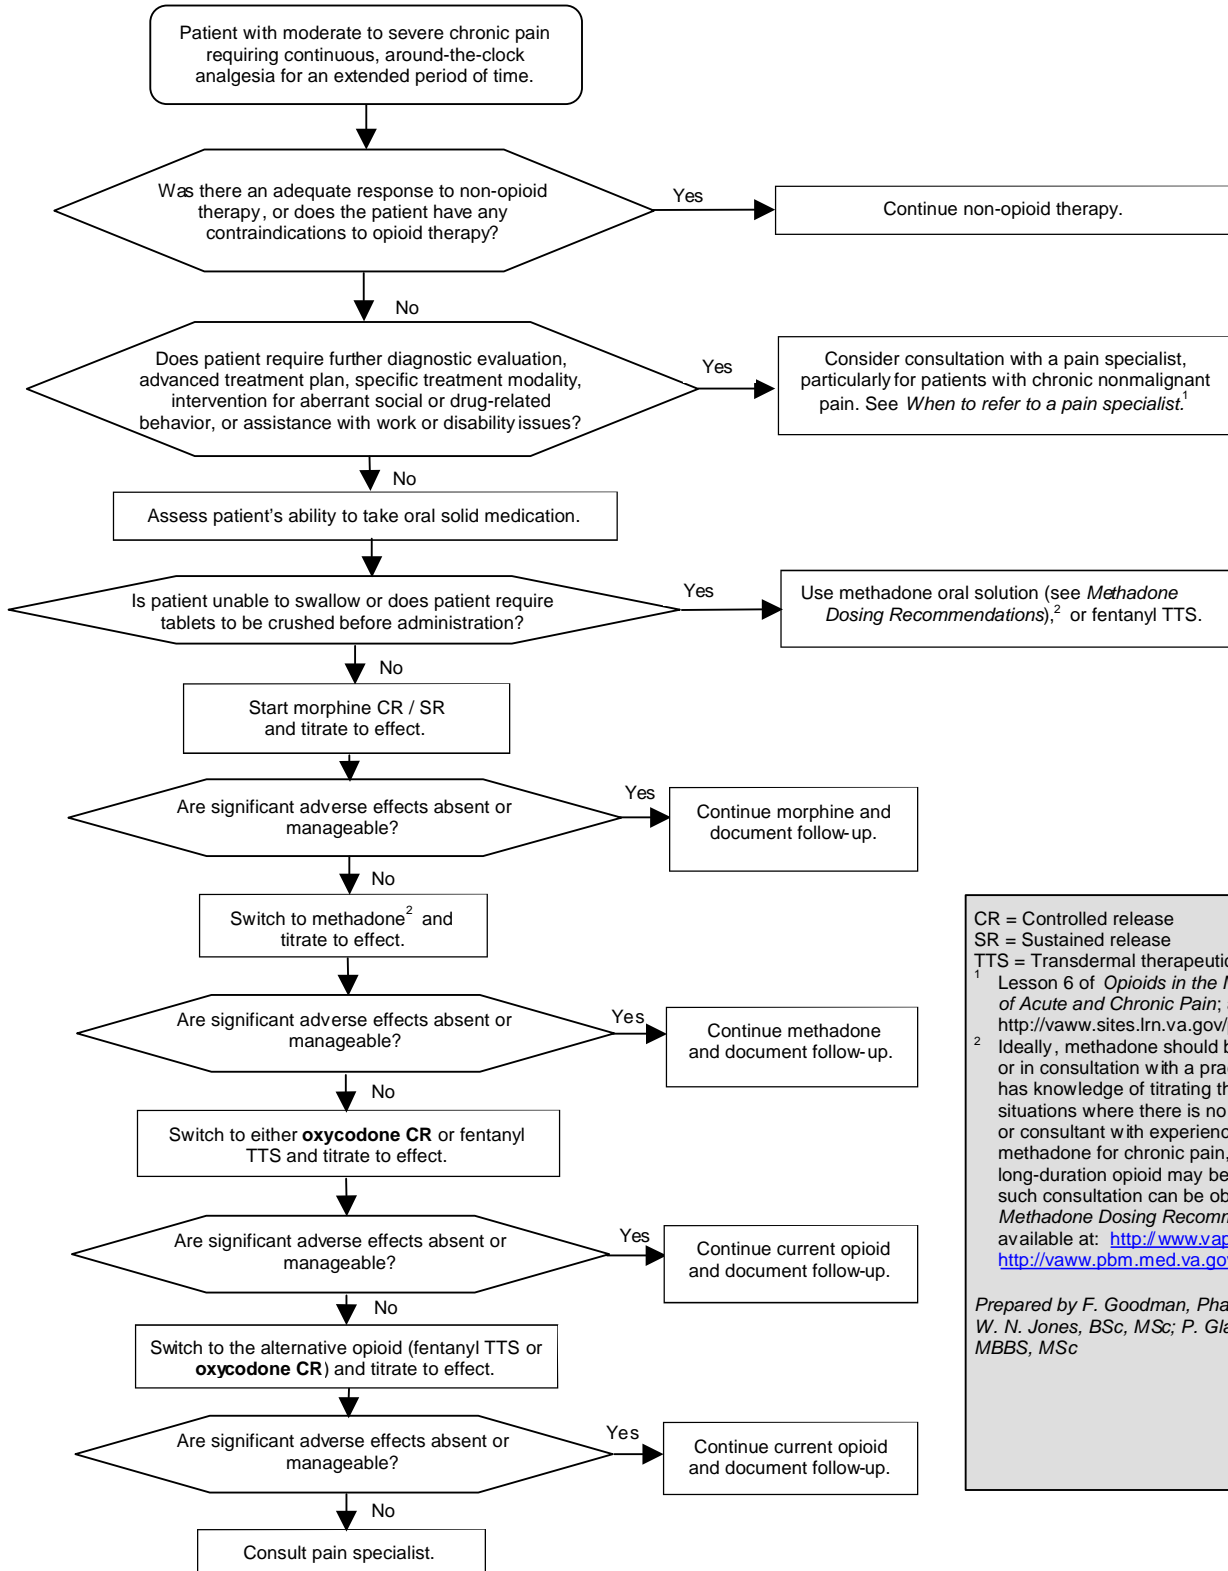 Patient with moderate to severe chronic pain
requiring continuous, around-the-clock
analgesia for an extended period of time.
Was there an adequate response to non-opioid
therapy, or does the patient have any
contraindications to opioid therapy?
Yes
Continue non-opioid therapy.
No
Does patient require further diagnostic evaluation,
advanced treatment plan, specific treatment modality,
intervention for aberrant social or drug-related
behavior, or assistance with work or disability issues?
Yes
Consider consultation with a pain specialist,
particularly for patients with chronic nonmalignant
pain. See When to refer to a pain specialist.1
No
Assess patient's ability to take oral solid medication.
Is patient unable to swallow or does patient require
tablets to be crushed before administration?
Yes
Use methadone oral solution (see Methadone
Dosing Recommendations),2 or fentanyl TTS.
No
Start morphine CR / SR
and titrate to effect.
Are significant adverse effects absent or
manageable?
Yes
Continue morphine and
document follow-up.
No
Switch to methadone2 and
titrate to effect.
Are significant adverse effects absent or
manageable?
Yes
Continue methadone
and document follow-up.
No
Switch to either oxycodone CR or fentanyl
TTS and titrate to effect.
Are significant adverse effects absent or
manageable?
Yes
Continue current opioid
and document follow-up.
No
Switch to the alternative opioid (fentanyl TTS or
oxycodone CR) and titrate to effect.
Are significant adverse effects absent or
manageable?
Yes
Continue current opioid
and document follow-up.
No
Consult pain specialist.
CR = Controlled release
SR = Sustained release
TTS = Transdermal
1 Lesson 6 of Opioids in the
of Acute and Chronic Pain;
http://vaww.sites.lrn.va.gov/
2 Ideally, methadone should
or in consultation with a
has knowledge of titrating
situations where there is no
or consultant with
methadone for chronic pain,
long-duration opioid may be
such consultation can be
Methadone Dosing
available at: http://www.vap
http://vaww.pbm.med.va.gov
Prepared by F. Goodman,
W. N. Jones, BSc, MSc; P.
MBBS, MSc